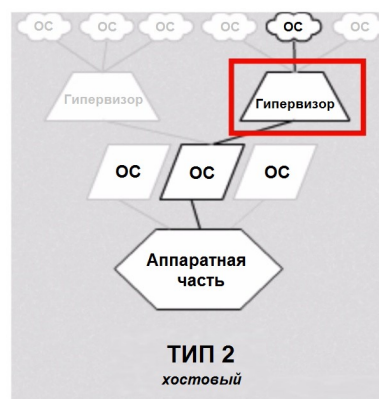 ОС ОС ОС ОС ОС ОС
Гипервизор Гипервизор
ОС ОС ОС
Аппаратная
часть
ТИП 2
хостовый